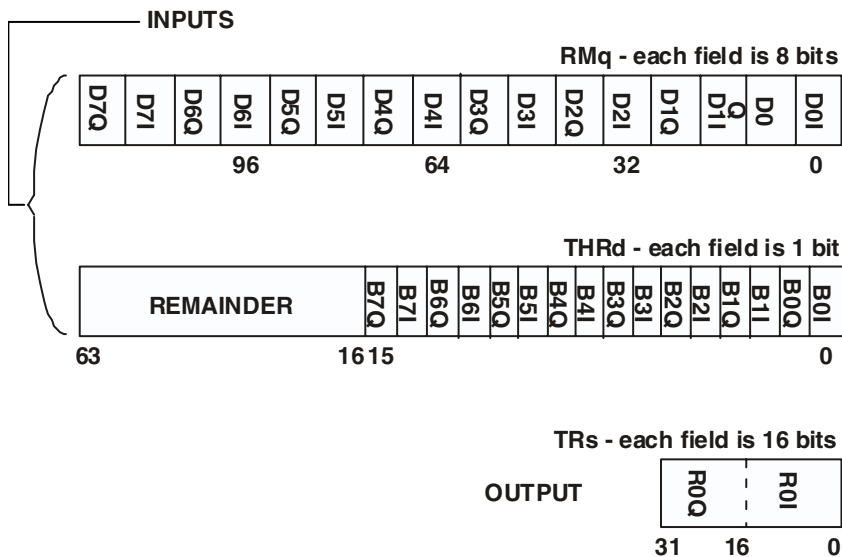 INPUTS
RMq - each field is 8 bits
D7Q D7I D6Q D6I D5Q D5I D4Q D4I D3Q D3I D2Q D2I D1Q D1I Q D0 D0I
96 64 32 0
THRd - each field is 1 bit
REMAINDER B7Q B7I B6Q B6I B5Q B5I B4Q B4I B3Q B3I B2Q B2I B1Q B1I B0Q B0I
63 16 15 0
TRs - each field is 16 bits
OUTPUT R0Q R0I
31 16 0